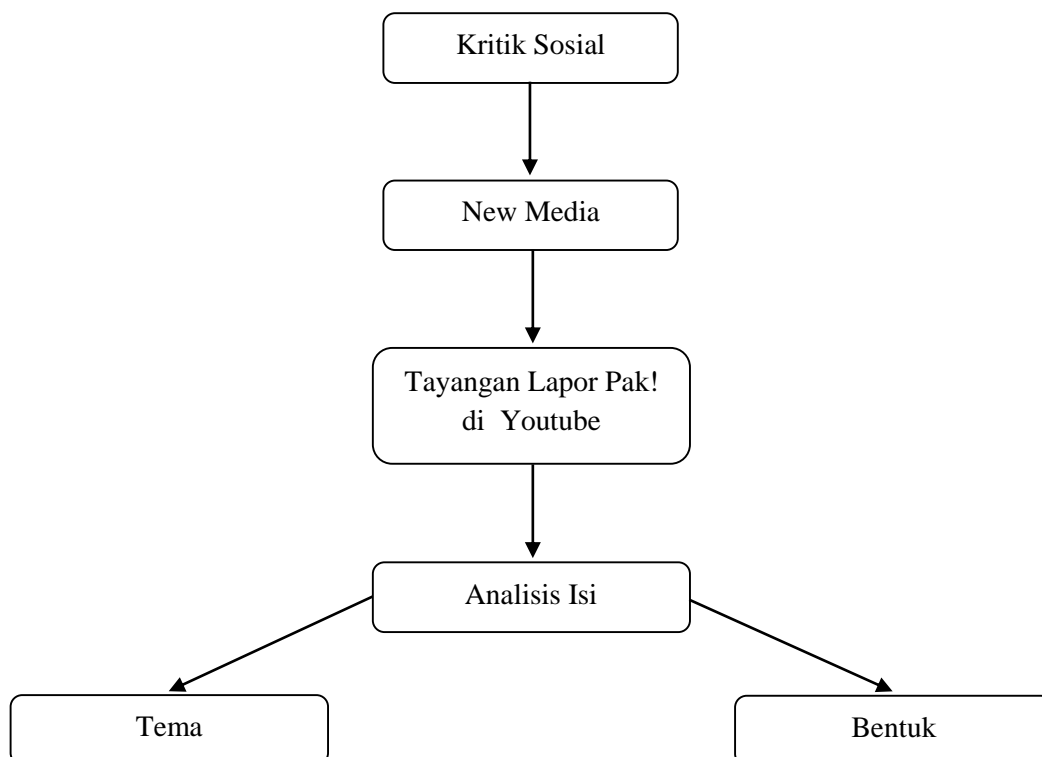 Kritik Sosial
New Media
Tayangan Lapor Pak!
di Youtube
Analisis Isi
Tema
Bentuk